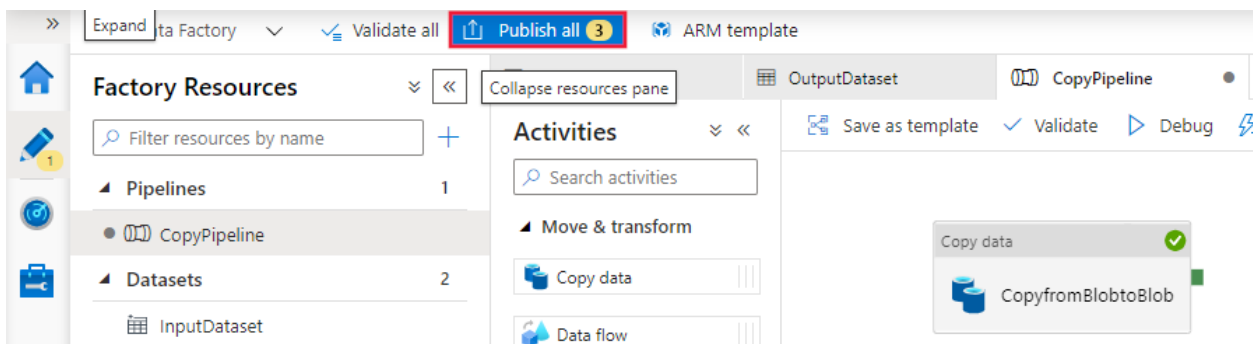 »
Expand
ta Factory
Validate all
Publish all 3
ARM template
Factory Resources
«
Collapse resources pane
OutputDataset
CopyPipeline
Filter resources by name
+
Activities
«
Save as template
Validate
Debug
1
Pipelines 1
Search activities
CopyPipeline
Move & transform
Copy data
Datasets 2
Copy data
CopyfromBlobtoBlob
InputDataset
Data flow